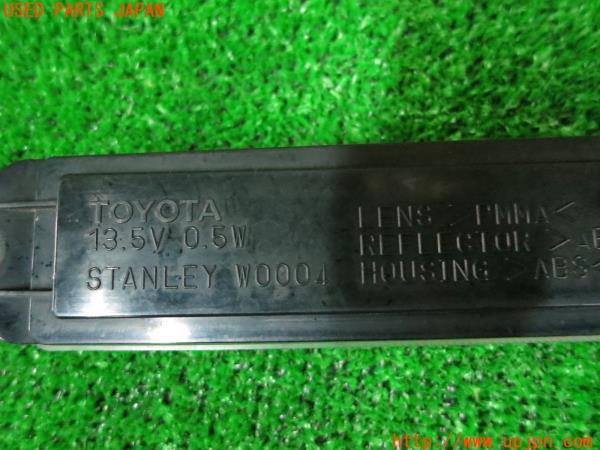 USED PARTS JAPAN
TOYOTA
13.5V 0.5W
STANLEY W0004
LENS >PMMA<
REFLECTOR >AB
HOUSING >ABS<
http://www.upjpn.com